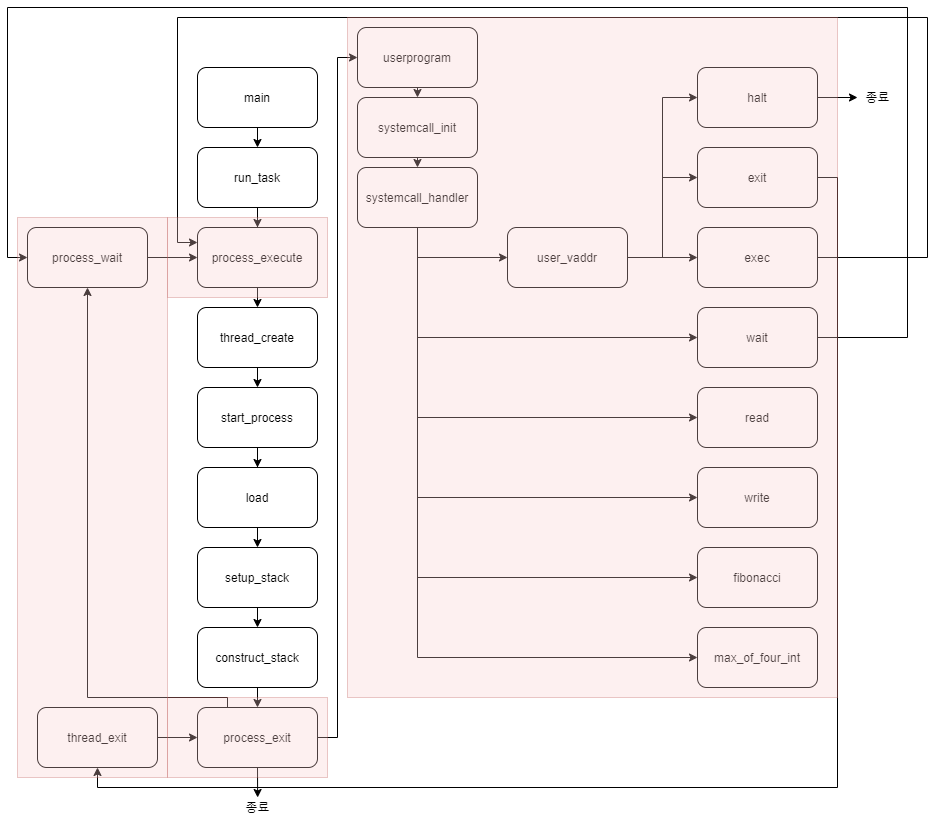 userprogram
main
halt
종료
systemcall_init
run_task
exit
systemcall_handler
process_wait
process_execute
user_vaddr
exec
thread_create
wait
start_process
read
load
write
setup_stack
fibonacci
construct_stack
max_of_four_int
thread_exit
process_exit
종료